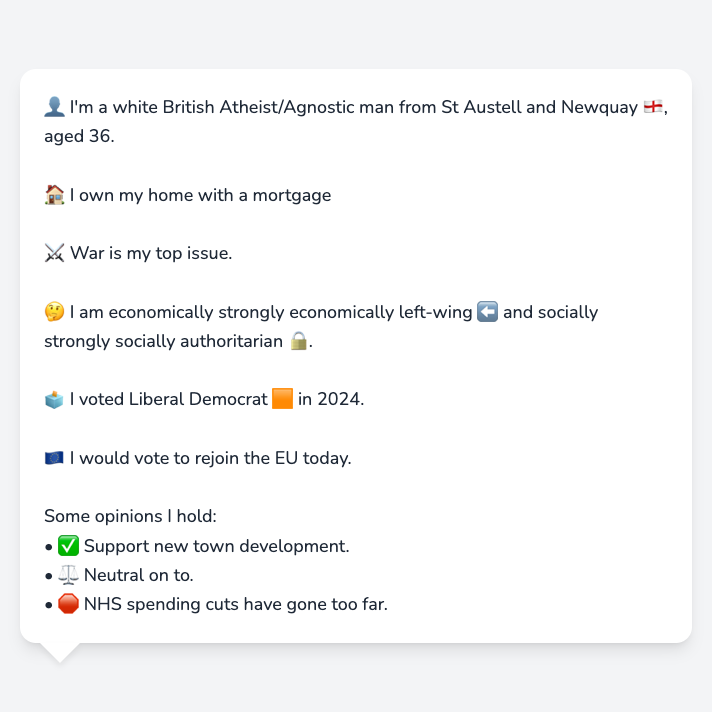 👤 I'm a white British Atheist/Agnostic man from St Austell and Newquay 🏴󠁧󠁢󠁥󠁮󠁧󠁿,
aged 36.
🏠 I own my home with a mortgage
⚔️ War is my top issue.
🤔 I am economically strongly economically left-wing ⬅️ and socially
strongly socially authoritarian 🔒.
🗳️ I voted Liberal Democrat 🟧 in 2024.
🇪🇺 I would vote to rejoin the EU today.
Some opinions I hold:
• ✅ Support new town development.
• ⚖️ Neutral on to.
• 🛑 NHS spending cuts have gone too far.